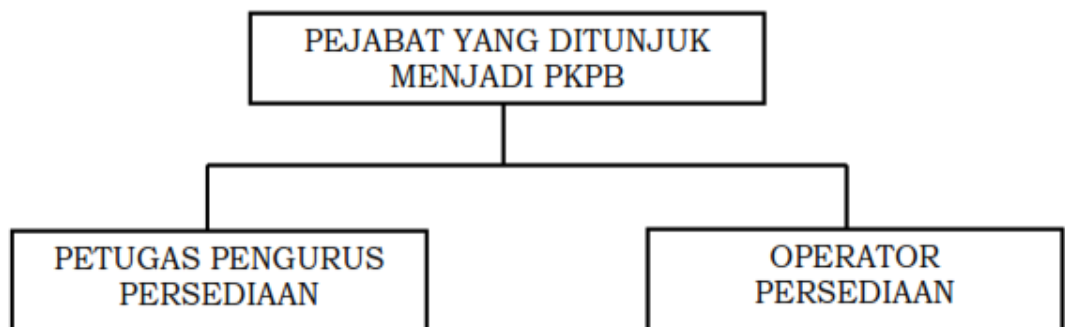 PEJABAT YANG DITUNJUK
MENJADI PKPB
PETUGAS PENGURUS
PERSEDIAAN
OPERATOR
PERSEDIAAN